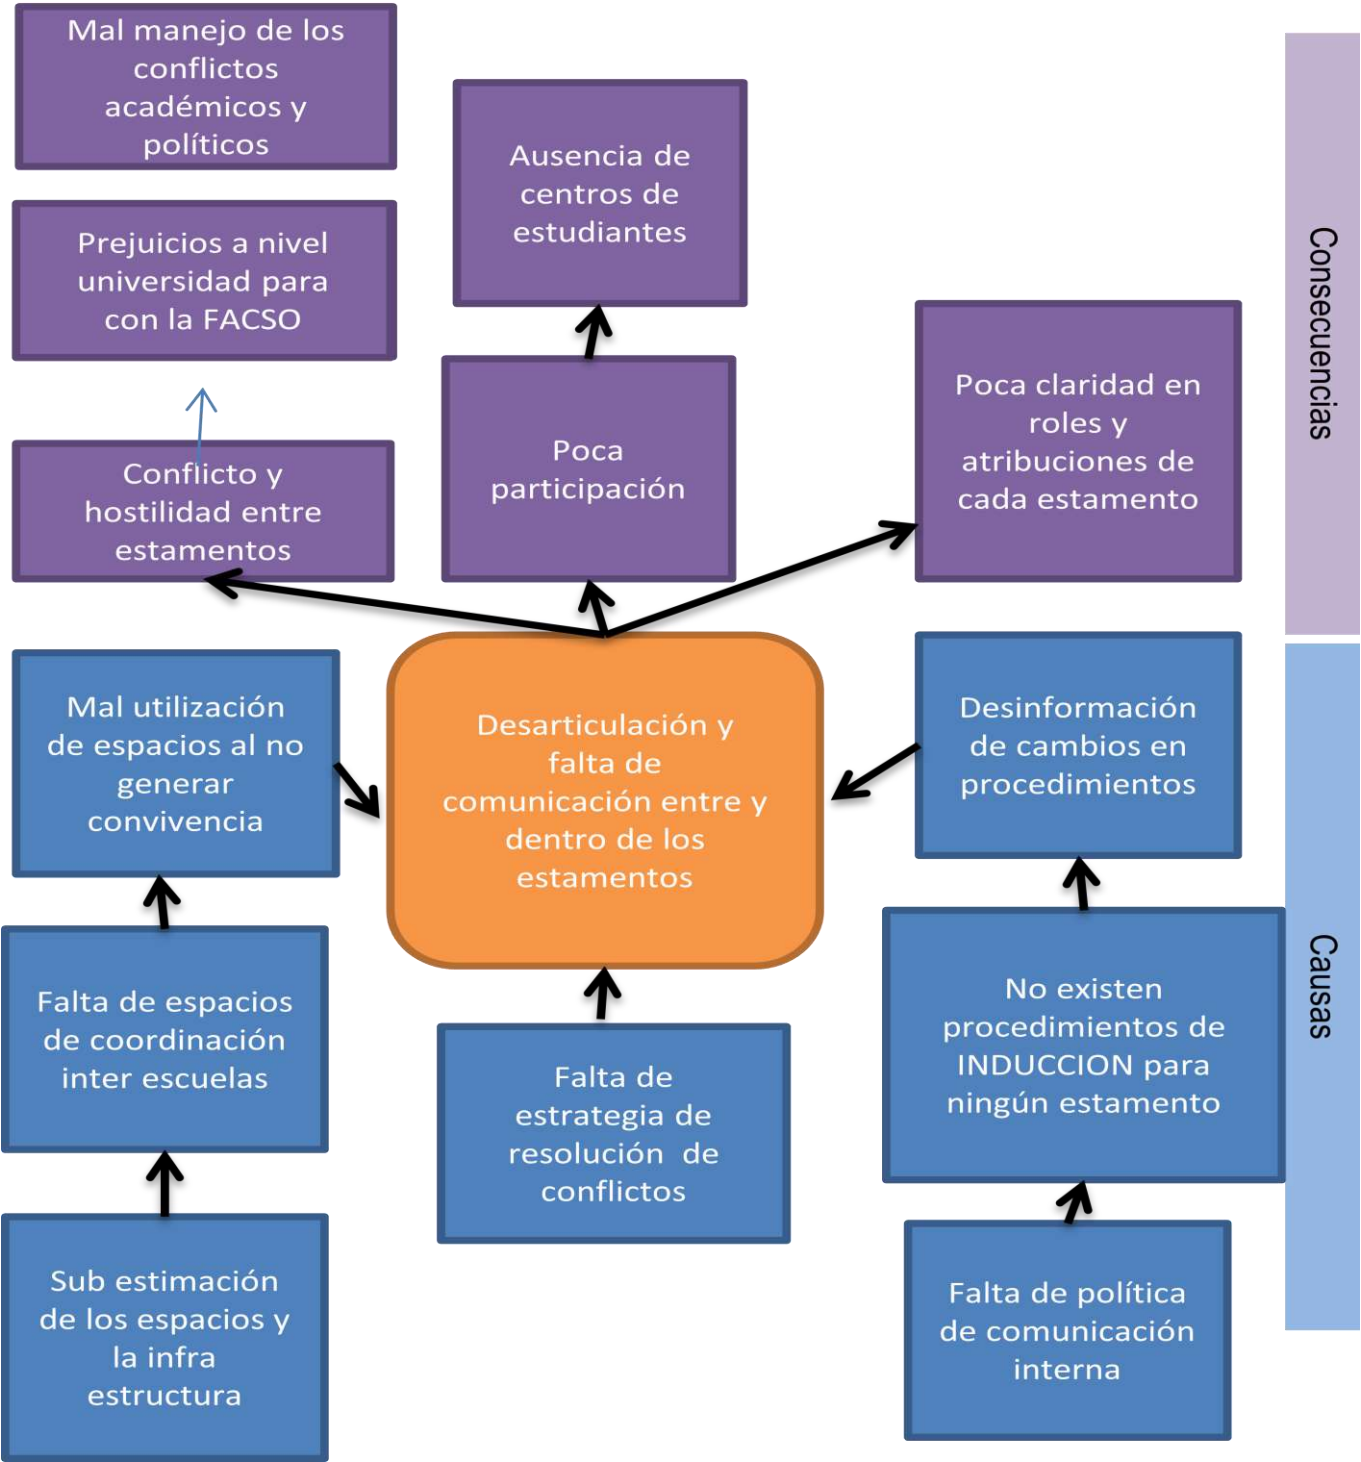 Mal manejo de los
conflictos
académicos y
políticos
Ausencia de
centros de
estudiantes
Prejuicios a nivel
universidad para
con la FACSO
Consecuencias
Poca claridad en
roles y
atribuciones de
cada estamento
Poca
participación
Conflicto y
hostilidad entre
estamentos
Mal utilización
de espacios al no
generar
convivencia
Desarticulación y
falta de
comunicación entre y
dentro de los
estamentos
Desinformación
de cambios en
procedimientos
Causas
Falta de espacios
de coordinación
inter escuelas
Falta de
estrategia de
resolución  de
conflictos
No existen
procedimientos de
INDUCCION para
ningún estamento
Sub estimación
de los espacios y
la infra
estructura
Falta de política
de comunicación
interna